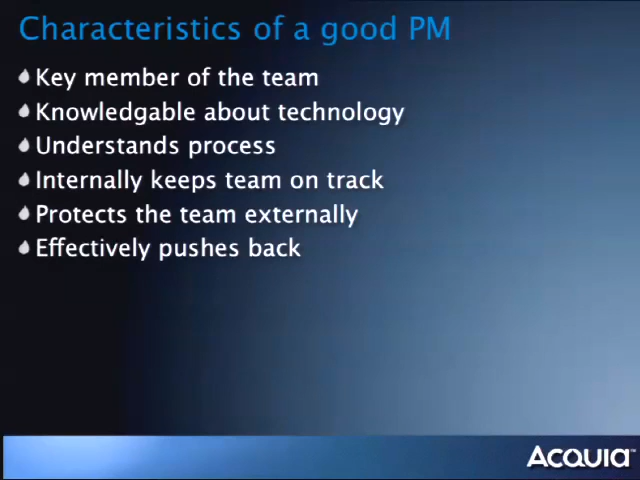 Characteristics of a good PM
Key member of the team
Knowledgable about technology
Understands process
Internally keeps team on track
Protects the team externally
Effectively pushes back
ACQUIA™